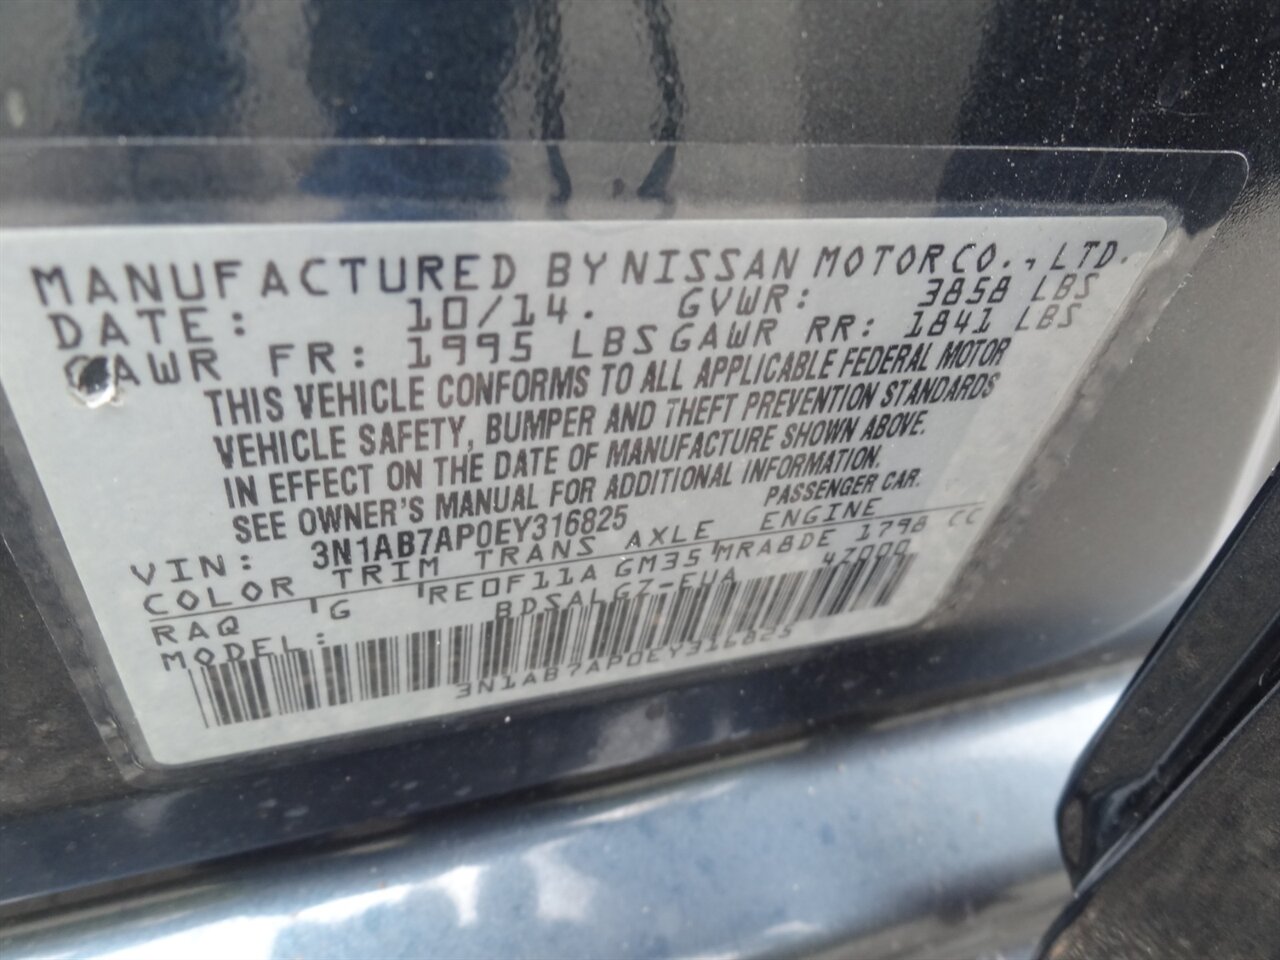 MANUFACTURED BY NISSAN MOTOR CO., LTD.
DATE: 10/14. GVWR: 3858 LBS
GAWR FR: 1995 LBS GAWR RR: 1841 LBS
THIS VEHICLE CONFORMS TO ALL APPLICABLE FEDERAL MOTOR
VEHICLE SAFETY, BUMPER AND THEFT PREVENTION STANDARDS
IN EFFECT ON THE DATE OF MANUFACTURE SHOWN ABOVE.
SEE OWNER'S MANUAL FOR ADDITIONAL INFORMATION.
VIN: 3N1AB7AP0EY316825 PASSENGER CAR.
COLOR TRIM TRANS AXLE ENGINE
RAQ G RE0F11A GM35 MRA8DE 1798 CC
MODEL: BDSALGZ-EUA 47000
3N1AB7AP0EY316825